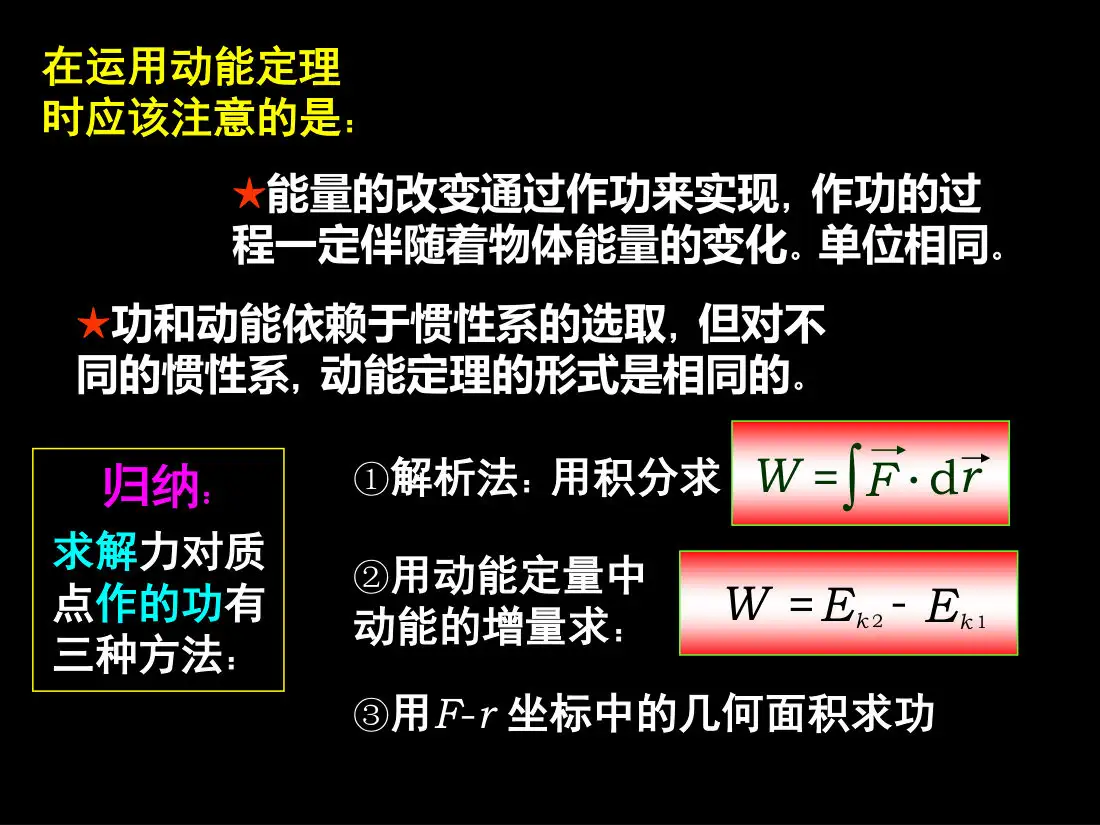 在运用动能定理
时应该注意的是：
★能量的改变通过作功来实现，作功的过
程一定伴随着物体能量的变化。单位相同。
★功和动能依赖于惯性系的选取，但对不
同的惯性系，动能定理的形式是相同的。
归纳：
求解力对质
点作的功有
三种方法：
①解析法：用积分求
W = ∫ F⃗ · d r⃗
②用动能定量中
动能的增量求：
W = Eₖ₂ - Eₖ₁
③用F-r 坐标中的几何面积求功